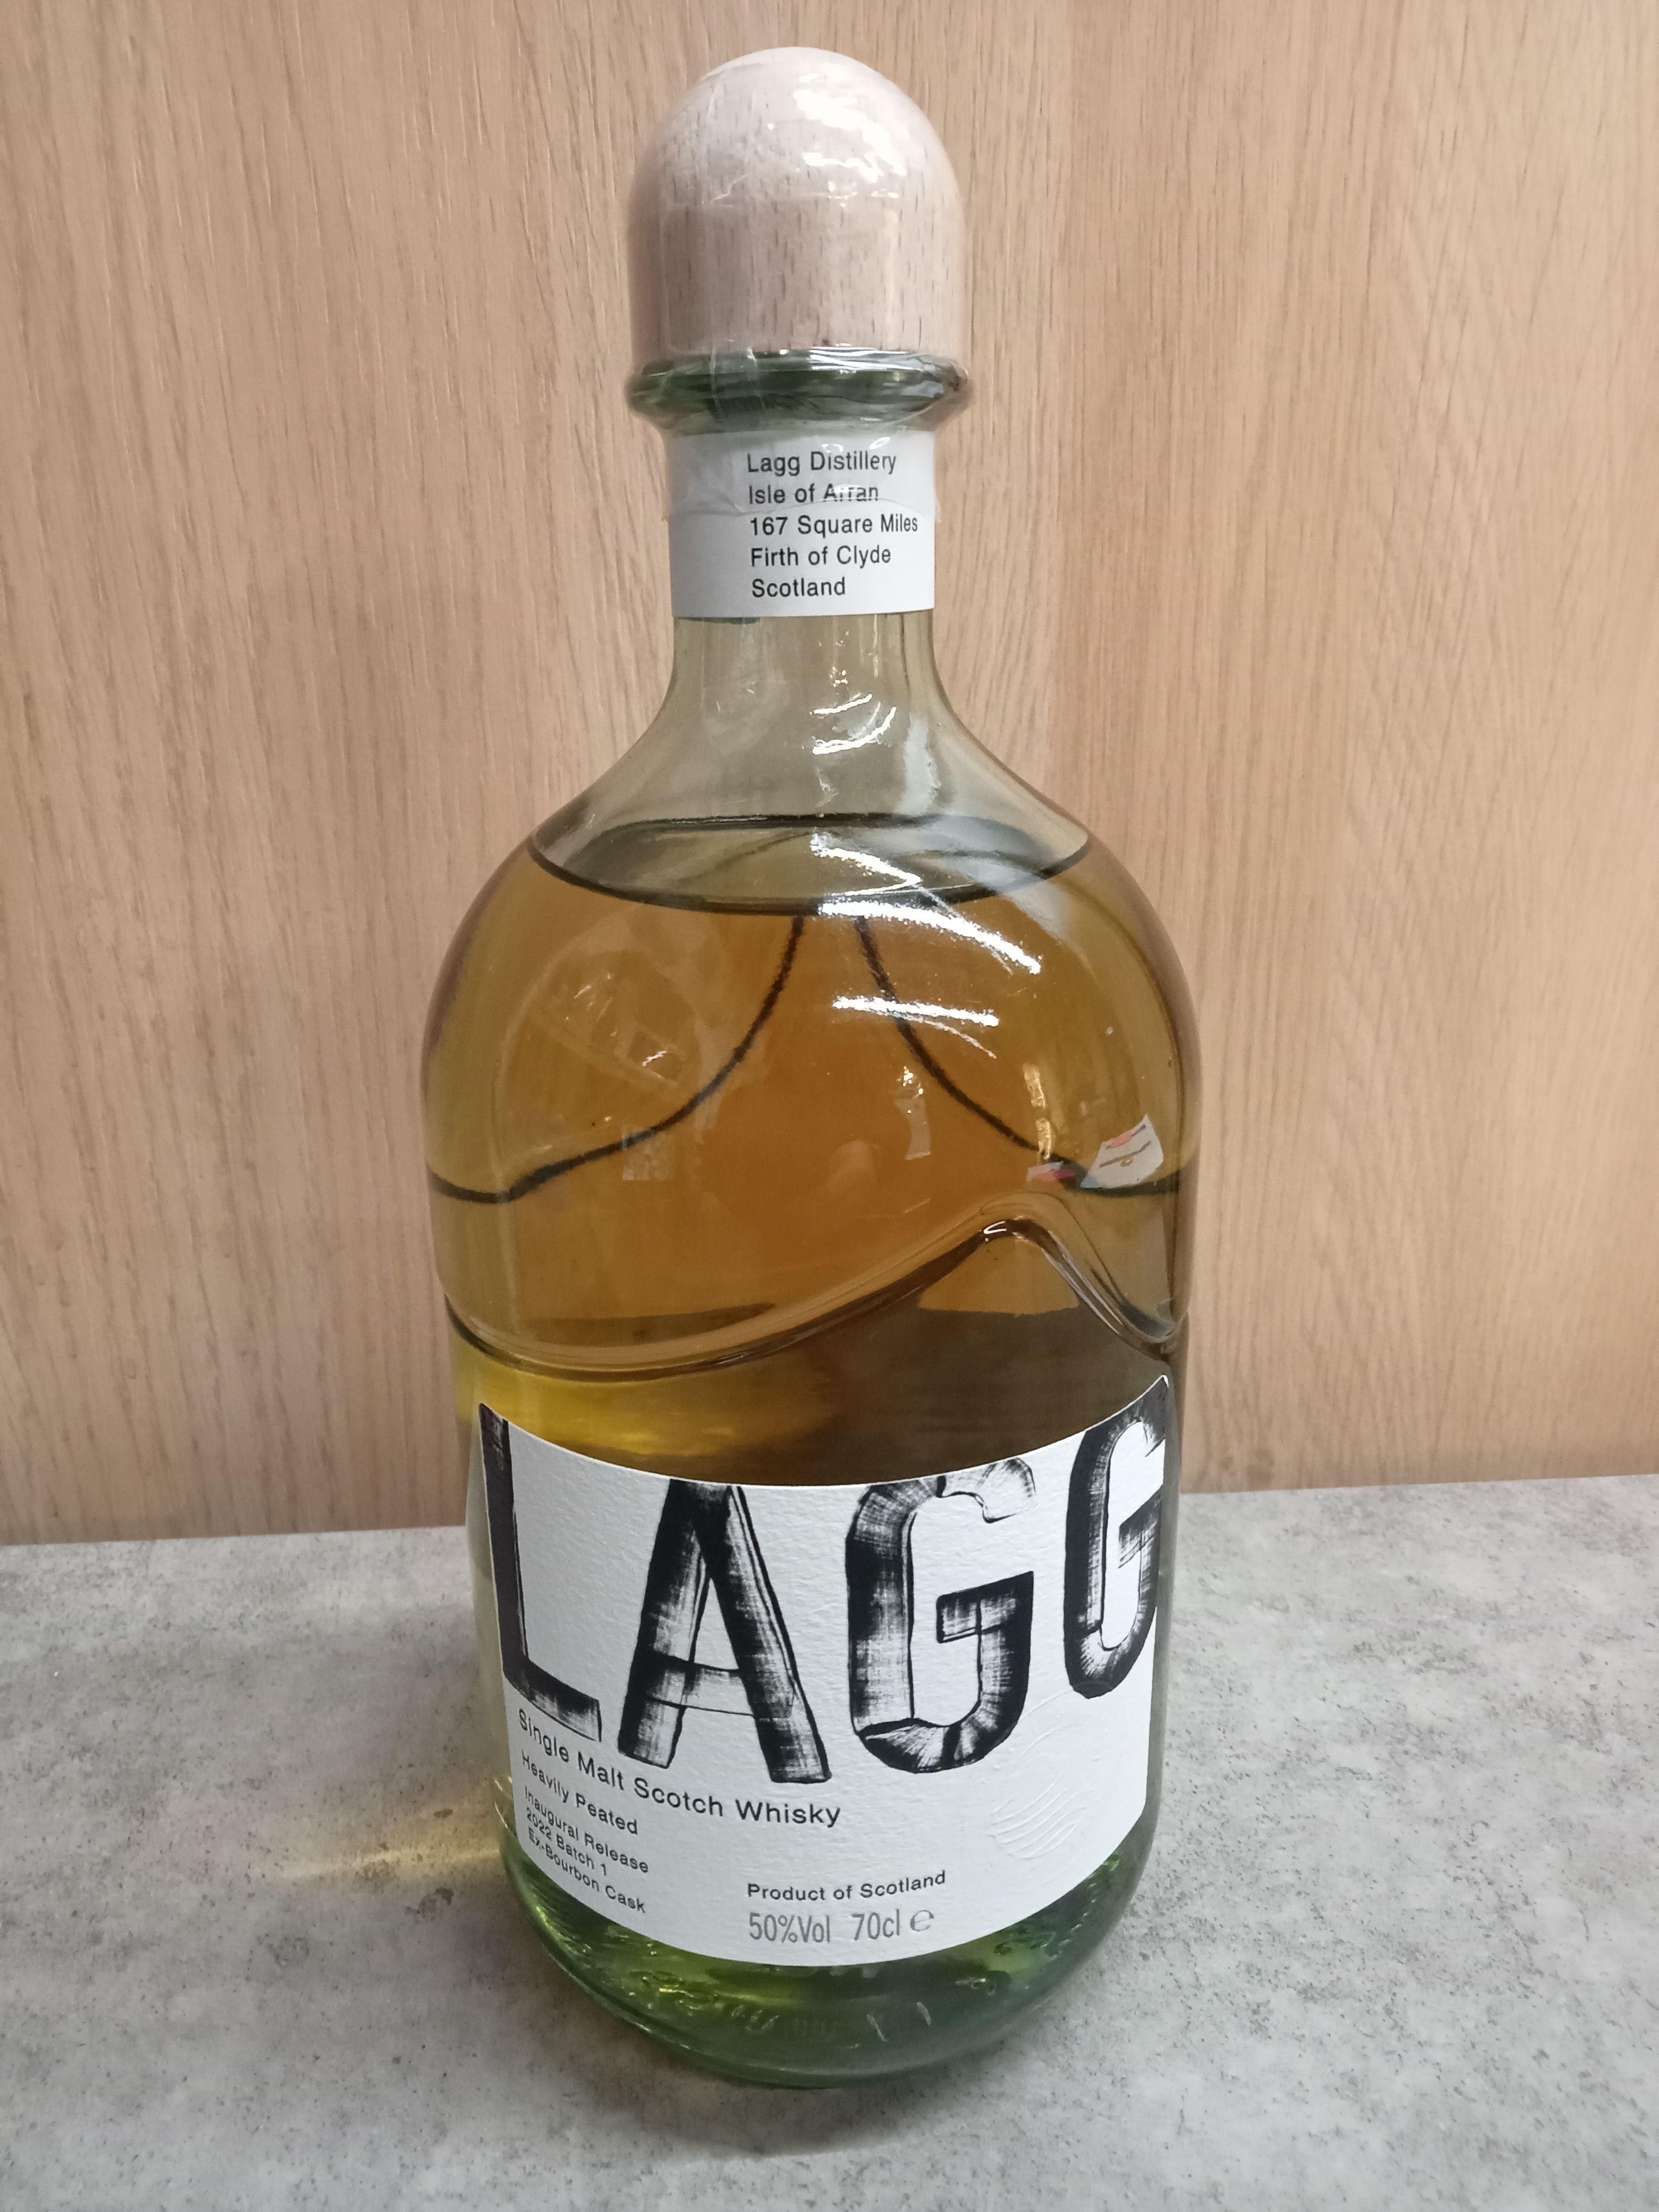 Lagg Distillery
Isle of Arran
167 Square Miles
Firth of Clyde
Scotland
LAGG
Single Malt Scotch Whisky
Heavily Peated
Inaugural Release
2022 Batch 1
Ex-Bourbon Cask
Product of Scotland
50%Vol 70cl ℮